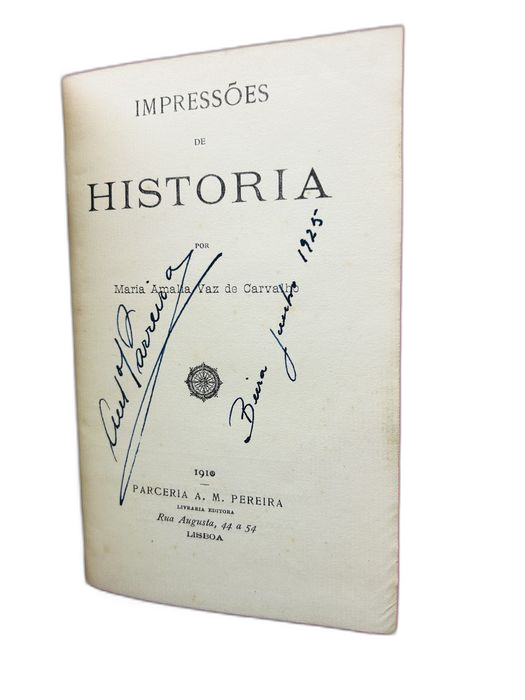 IMPRESSÕES
DE
HISTORIA
POR
Maria Amalia Vaz de Carvalho
Parreira
Beira junho 1925
1910
PARCERIA A. M. PEREIRA
LIVRARIA EDITORA
Rua Augusta, 44 a 54
LISBOA